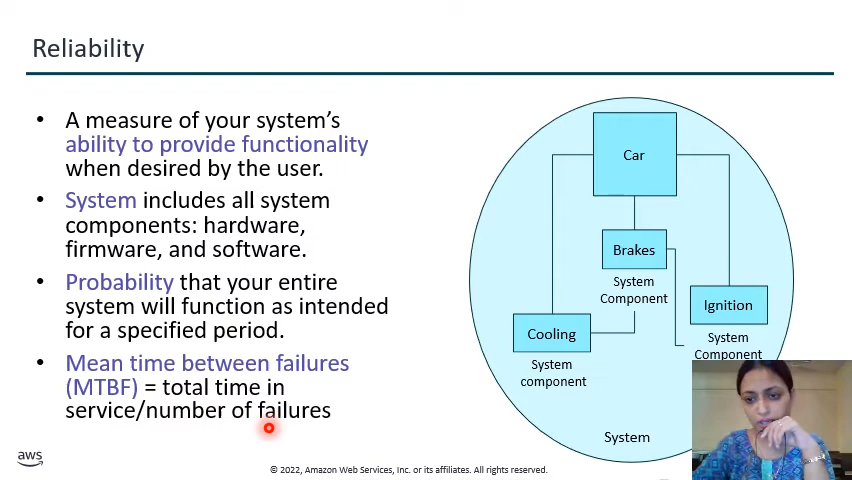 Reliability
• A measure of your system's
ability to provide functionality
when desired by the user.
• System includes all system
components: hardware,
firmware, and software.
• Probability that your entire
system will function as intended
for a specified period.
• Mean time between failures
(MTBF) = total time in
service/number of failures
Car
Brakes
System
Component
Ignition
System
Component
Cooling
System
component
System
aws
© 2022, Amazon Web Services, Inc. or its affiliates. All rights reserved.